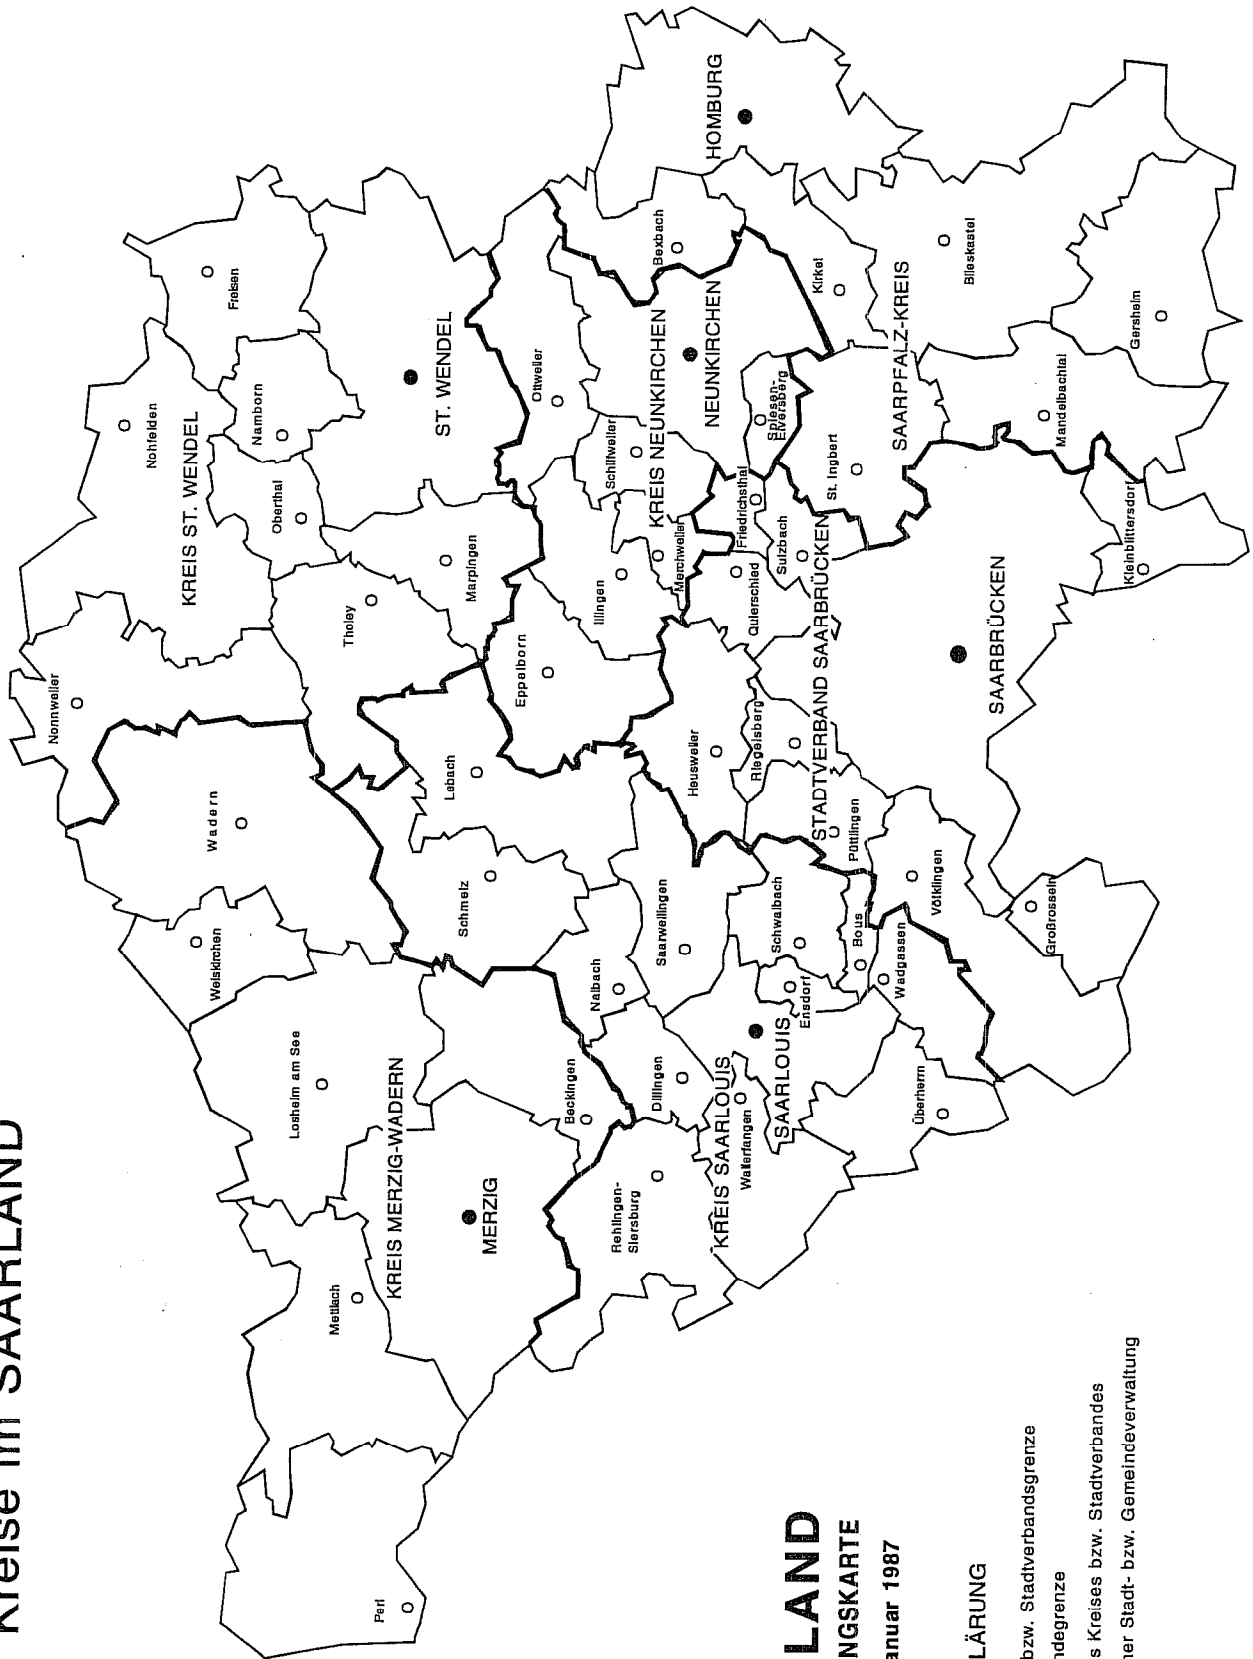 Kreise im SAARLAND
Perl
Mettlach
Losheim am See
Weiskirchen
Wadern
Nonnweiler
Nohfelden
Freisen
KREIS ST. WENDEL
Namborn
Oberthal
Tholey
Marpingen
ST. WENDEL
KREIS MERZIG-WADERN
MERZIG
Beckingen
Schmelz
Lebach
Eppelborn
Illingen
Merchweiler
Schiffweiler
Ottweiler
KREIS NEUNKIRCHEN
NEUNKIRCHEN
Spiesen-
Elversberg
Bexbach
HOMBURG
Kirkel
SAARPFALZ-KREIS
Blieskastel
St. Ingbert
Mandelbachtal
Gersheim
Rehlingen-
Siersburg
Dillingen
Nalbach
Saarwellingen
KREIS SAARLOUIS
Wallerfangen
SAARLOUIS
Ensdorf
Schwalbach
Bous
Wadgassen
Überherrn
Heusweiler
Riegelsberg
Quierschied
Friedrichsthal
Sulzbach
STADTVERBAND SAARBRÜCKEN
Püttlingen
Völklingen
Großrosseln
SAARBRÜCKEN
Kleinblittersdorf
LAND
NGSKARTE
anuar 1987
LÄRUNG
bzw. Stadtverbandsgrenze
ndegrenze
s Kreises bzw. Stadtverbandes
ner Stadt- bzw. Gemeindeverwaltung